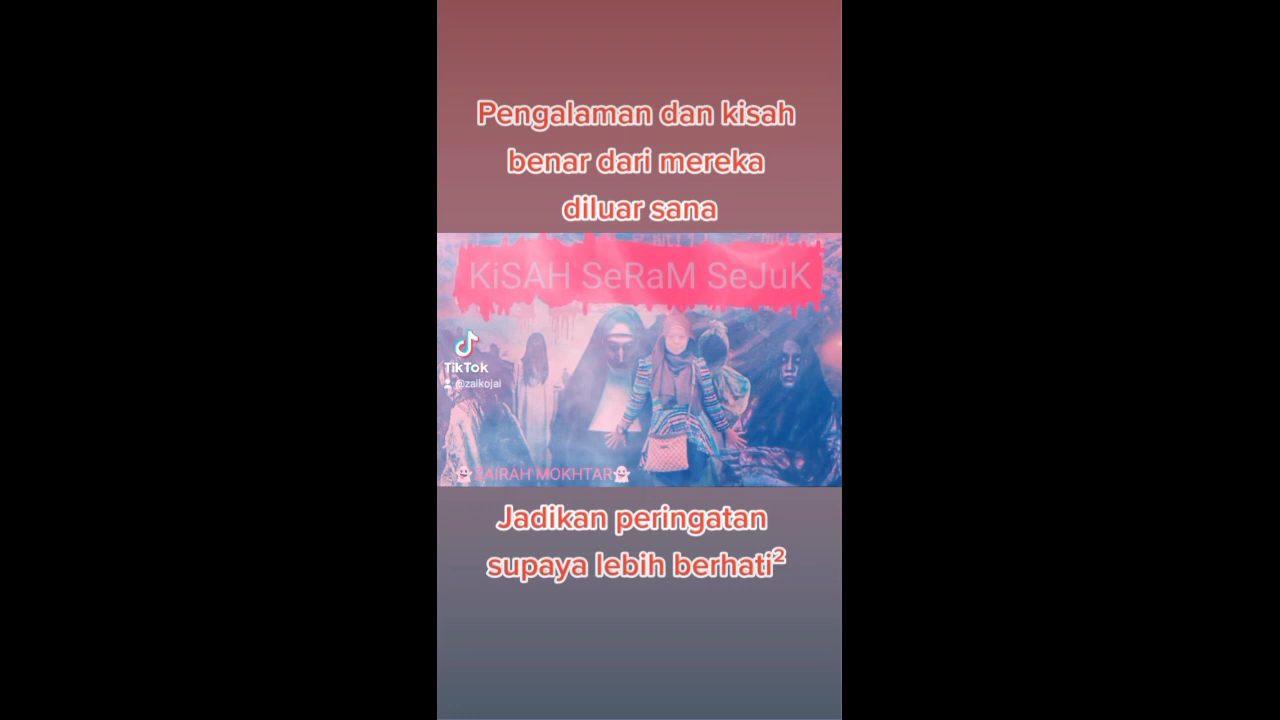 Pengalaman dan kisah
benar dari mereka
diluar sana
KiSAH SeRaM SeJuK
TikTok
@zaikojai
ZAIRAH MOKHTAR
Jadikan peringatan
supaya lebih berhati²